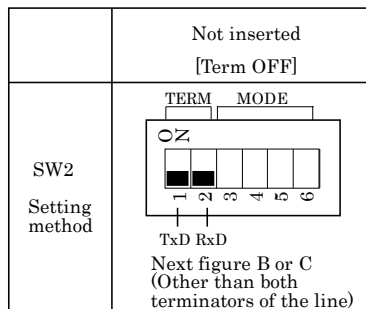 Not inserted
[Term OFF]
SW2
Setting
method
TERM MODE
ON
1 2 3 4 5 6
TxD RxD
Next figure B or C
(Other than both
terminators of the line)